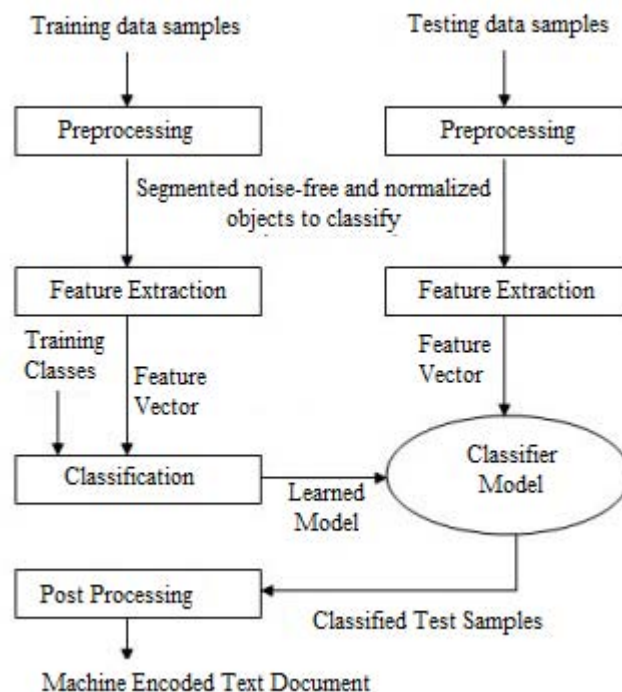 Training data samples
Testing data samples
Preprocessing
Preprocessing
Segmented noise-free and normalized
objects to classify
Feature Extraction
Feature Extraction
Training
Classes
Feature
Vector
Feature
Vector
Classification
Learned
Model
Classifier
Model
Post Processing
Classified Test Samples
Machine Encoded Text Document